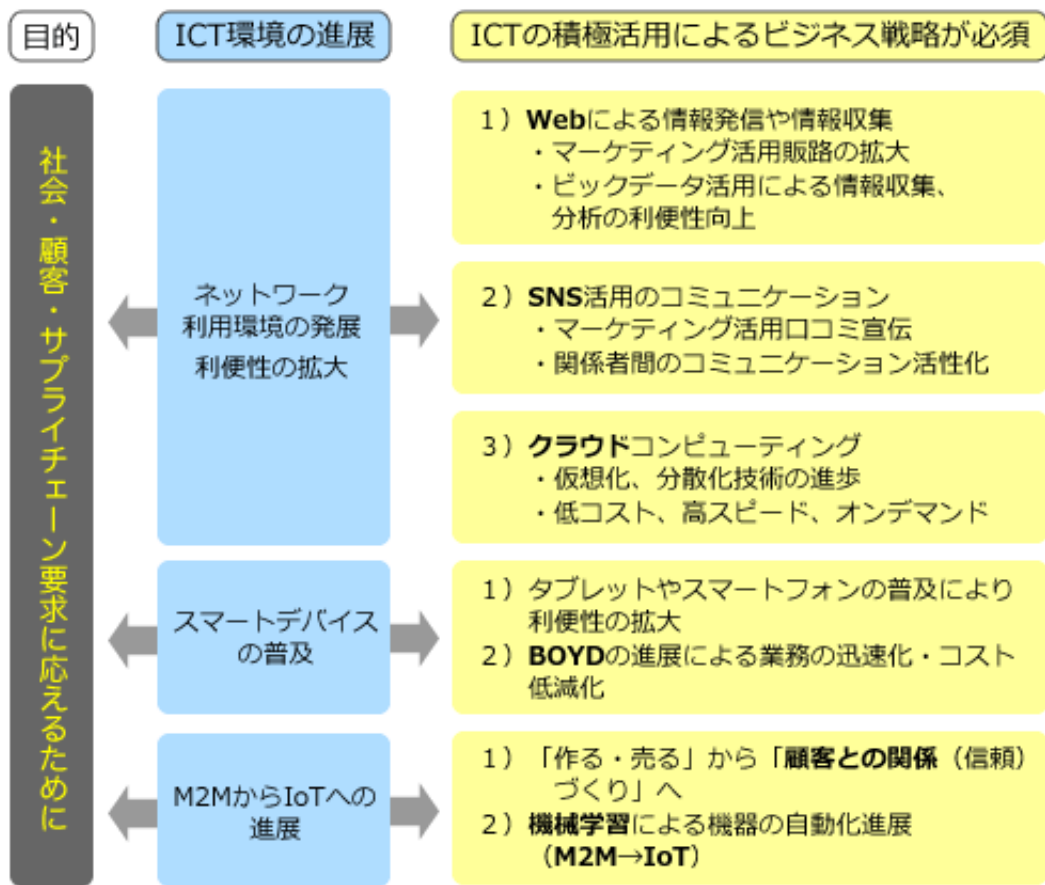 目的
ICT環境の進展
ICTの積極活用によるビジネス戦略が必須
社会・顧客・サプライチェーン要求に応えるために
ネットワーク
利用環境の発展
利便性の拡大
1）Webによる情報発信や情報収集
・マーケティング活用販路の拡大
・ビックデータ活用による情報収集、
分析の利便性向上
2）SNS活用のコミュニケーション
・マーケティング活用口コミ宣伝
・関係者間のコミュニケーション活性化
3）クラウドコンピューティング
・仮想化、分散化技術の進歩
・低コスト、高スピード、オンデマンド
スマートデバイス
の普及
1）タブレットやスマートフォンの普及により
利便性の拡大
2）BOYDの進展による業務の迅速化・コスト
低減化
M2MからIoTへの
進展
1）「作る・売る」から「顧客との関係（信頼）
づくり」へ
2）機械学習による機器の自動化進展
（M2M→IoT）